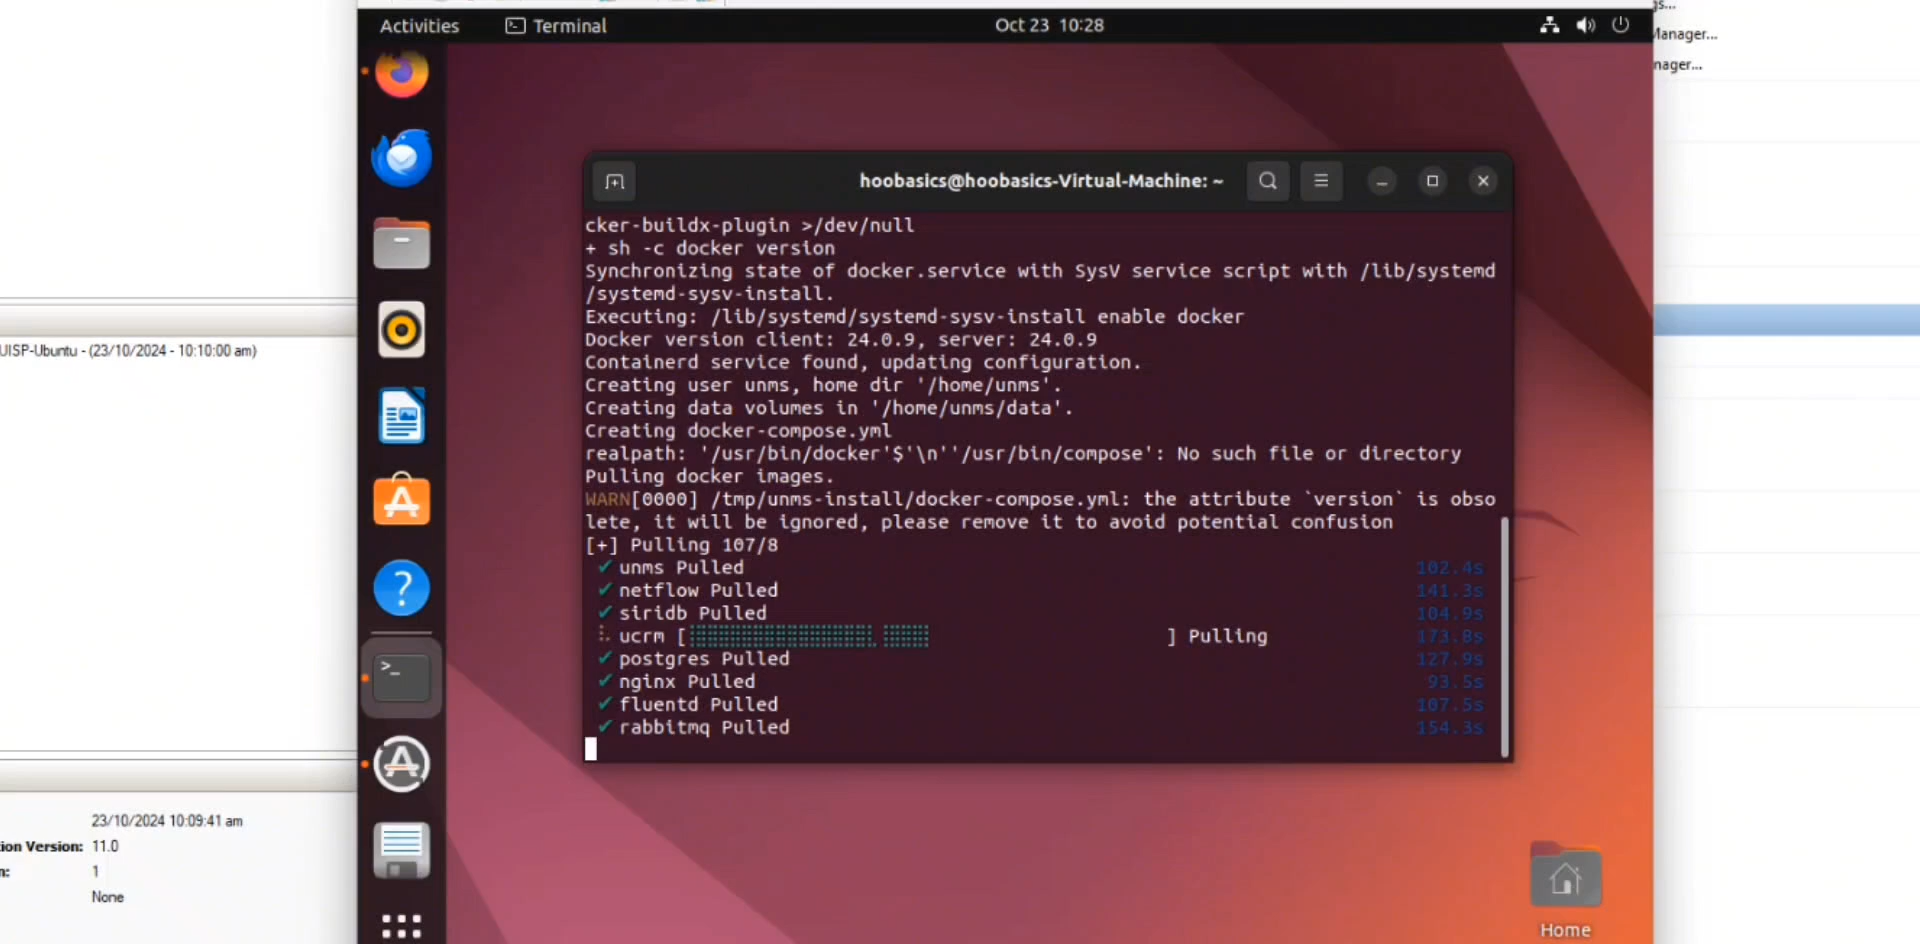 gs...
Manager...
nager...
Activities
Terminal
Oct 23 10:28
hoobasics@hoobasics-Virtual-Machine: ~
cker-buildx-plugin >/dev/null
+ sh -c docker version
Synchronizing state of docker.service with SysV service script with /lib/systemd
/systemd-sysv-install.
Executing: /lib/systemd/systemd-sysv-install enable docker
Docker version client: 24.0.9, server: 24.0.9
Containerd service found, updating configuration.
Creating user unms, home dir '/home/unms'.
Creating data volumes in '/home/unms/data'.
Creating docker-compose.yml
realpath: '/usr/bin/docker'$'\n''/usr/bin/compose': No such file or directory
Pulling docker images.
WARN[0000] /tmp/unms-install/docker-compose.yml: the attribute `version` is obso
lete, it will be ignored, please remove it to avoid potential confusion
[+] Pulling 107/8
✔ unms Pulled 102.4s
✔ netflow Pulled 141.3s
✔ siridb Pulled 104.9s
ucrm [ ] Pulling 173.8s
✔ postgres Pulled 127.9s
✔ nginx Pulled 93.5s
✔ fluentd Pulled 107.5s
✔ rabbitmq Pulled 154.3s
UISP-Ubuntu - (23/10/2024 - 10:10:00 am)
23/10/2024 10:09:41 am
ion Version: 11.0
n: 1
None
Home